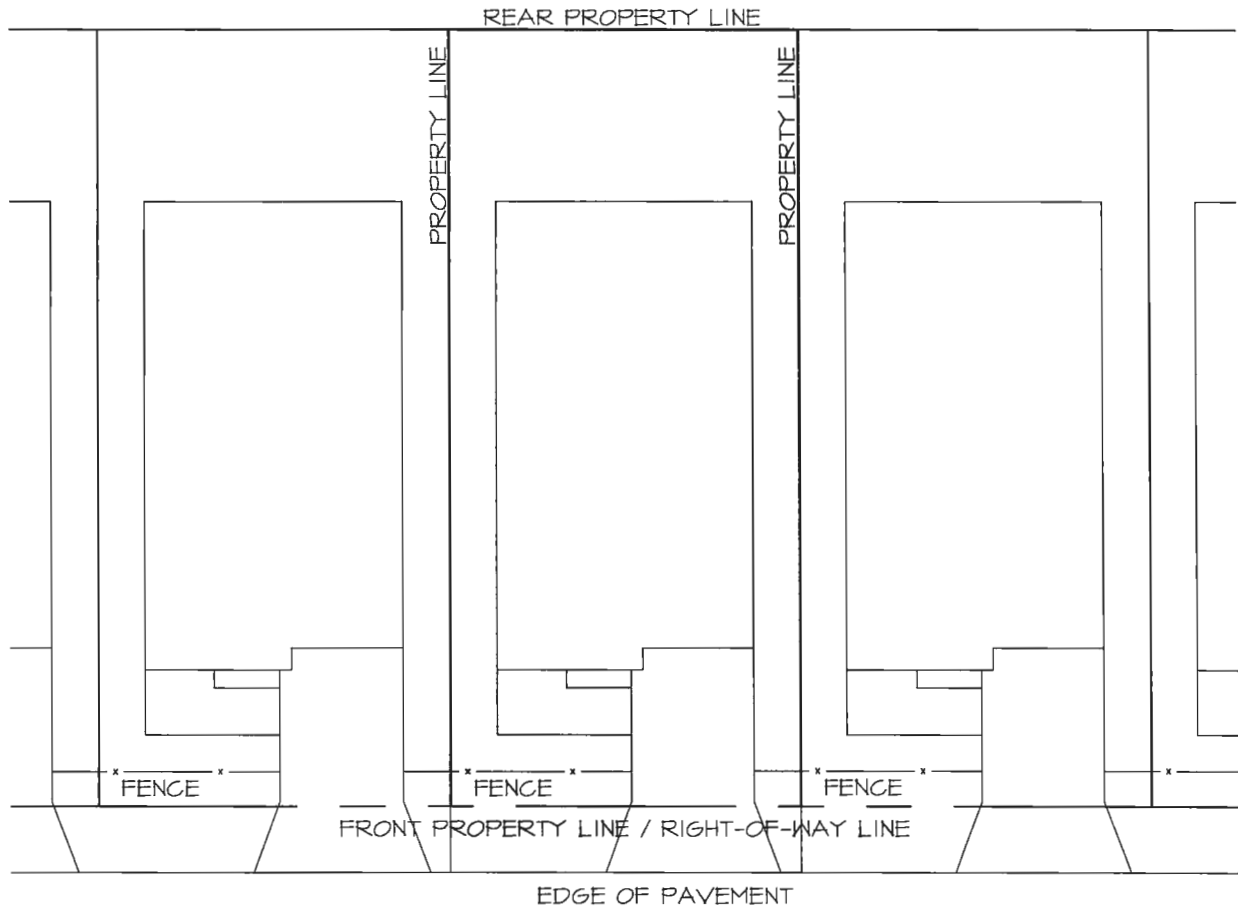 REAR PROPERTY LINE
PROPERTY LINE
PROPERTY LINE
x x x x x x x
FENCE FENCE FENCE
FRONT PROPERTY LINE / RIGHT-OF-WAY LINE
EDGE OF PAVEMENT